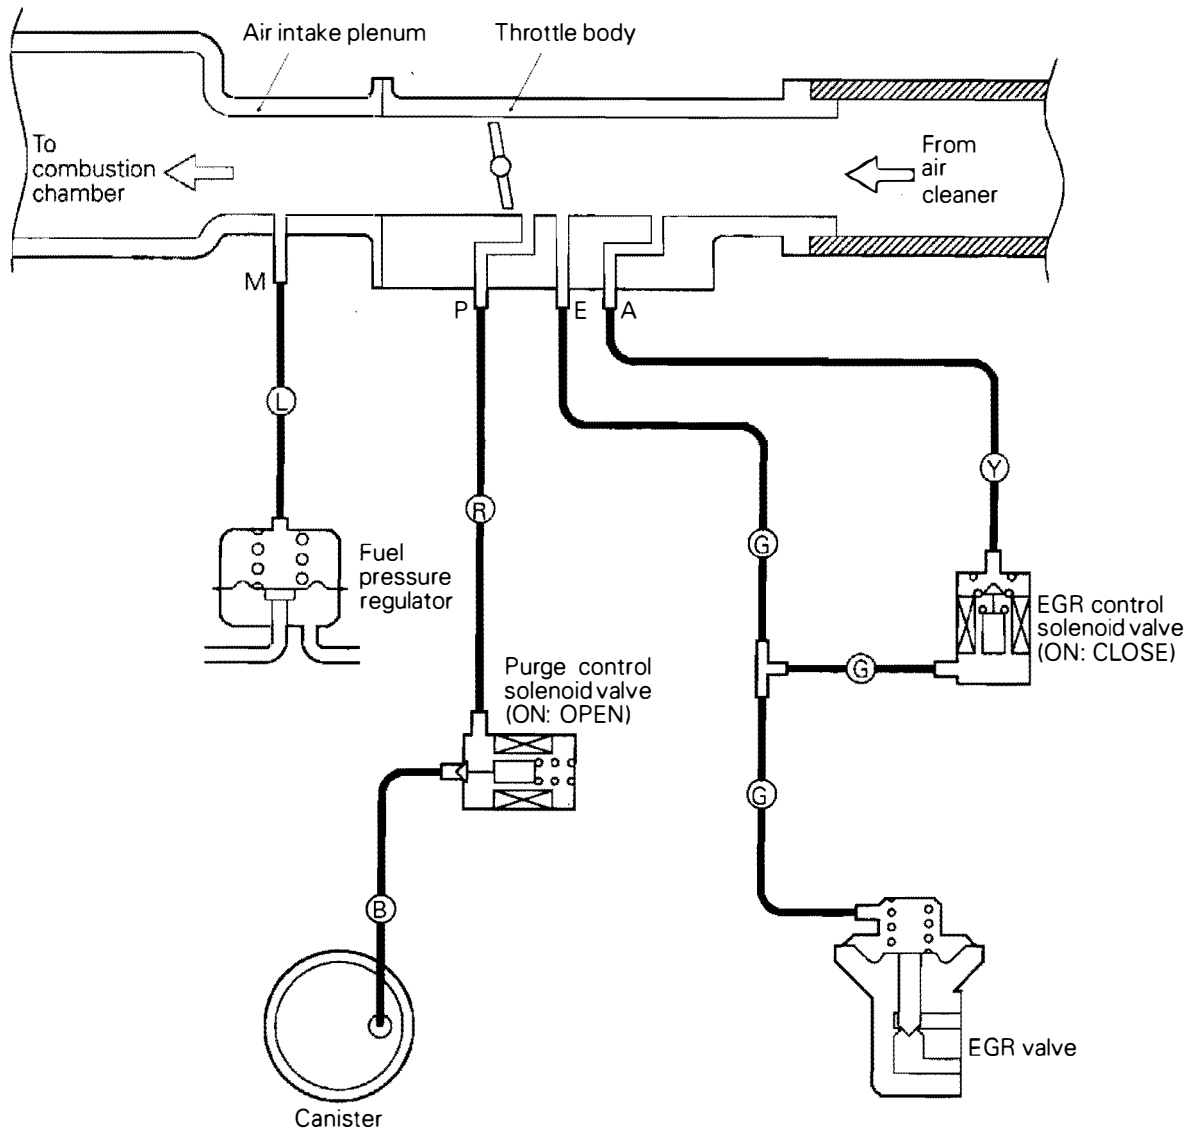 Air intake plenum
Throttle body
To
combustion
chamber
From
air
cleaner
M
P
E
A
L
R
G
Y
Fuel
pressure
regulator
EGR control
solenoid valve
(ON: CLOSE)
G
Purge control
solenoid valve
(ON: OPEN)
G
B
EGR valve
Canister